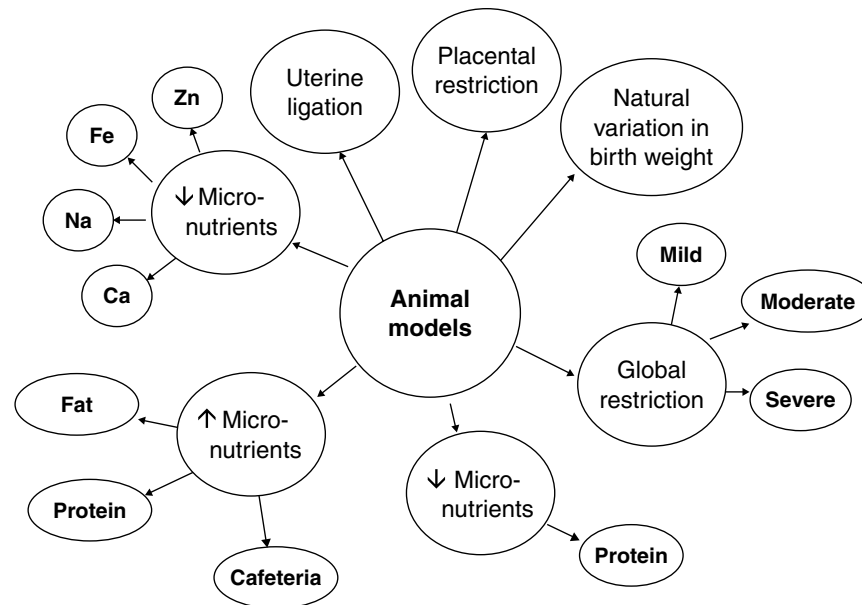 Placental
restriction
Uterine
ligation
Natural
variation in
birth weight
Zn
Fe
↓ Micro-
nutrients
Na
Ca
Animal
models
Mild
Moderate
Global
restriction
Severe
Fat
↑ Micro-
nutrients
Protein
Cafeteria
↓ Micro-
nutrients
Protein